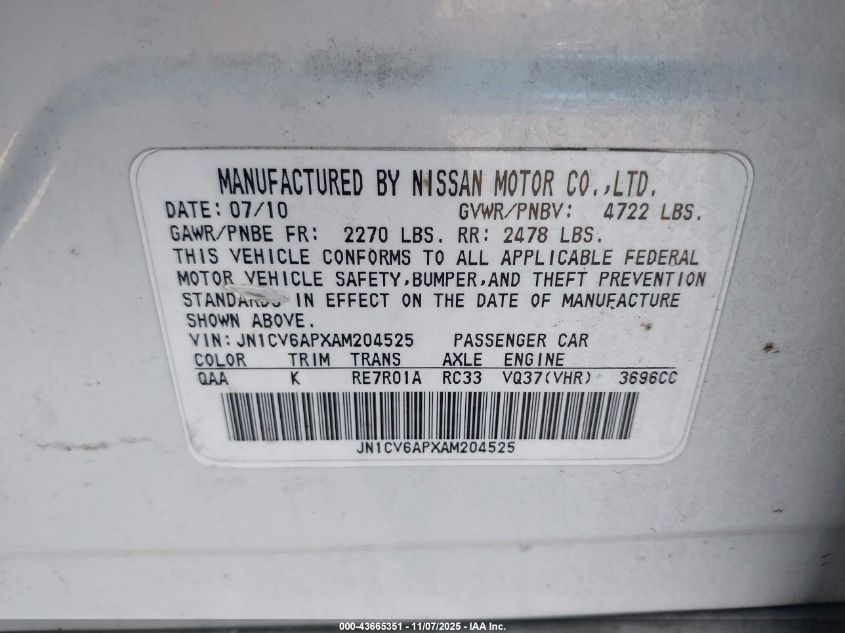 MANUFACTURED BY NISSAN MOTOR CO.,LTD.
DATE: 07/10 GVWR/PNBV: 4722 LBS.
GAWR/PNBE FR: 2270 LBS. RR: 2478 LBS.
THIS VEHICLE CONFORMS TO ALL APPLICABLE FEDERAL
MOTOR VEHICLE SAFETY,BUMPER,AND THEFT PREVENTION
STANDARDS IN EFFECT ON THE DATE OF MANUFACTURE
SHOWN ABOVE.
VIN: JN1CV6APXAM204525 PASSENGER CAR
COLOR TRIM TRANS AXLE ENGINE
QAA K RE7R01A RC33 VQ37(VHR) 3696CC
JN1CV6APXAM204525
000-43665351 | 11/07/2025 - IAA Inc.